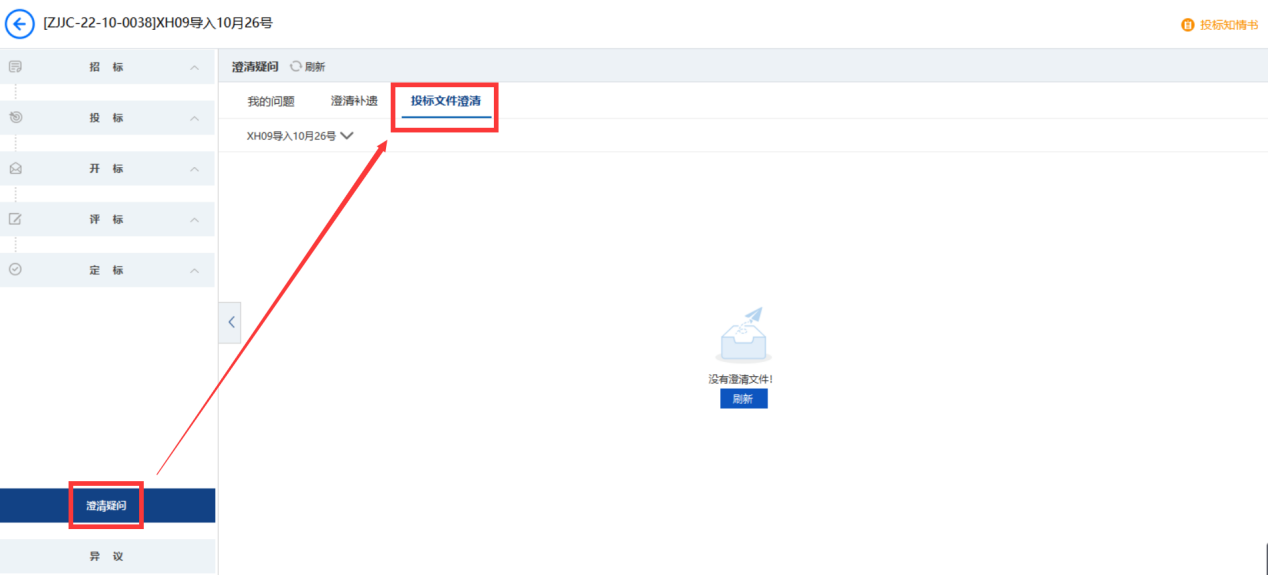 [ZJJC-22-10-0038]XH09导入10月26号
投标知情书
招 标
投 标
开 标
评 标
定 标
澄清疑问
异 议
澄清疑问 刷新
我的问题 澄清补遗 投标文件澄清
XH09导入10月26号
没有澄清文件!
刷新